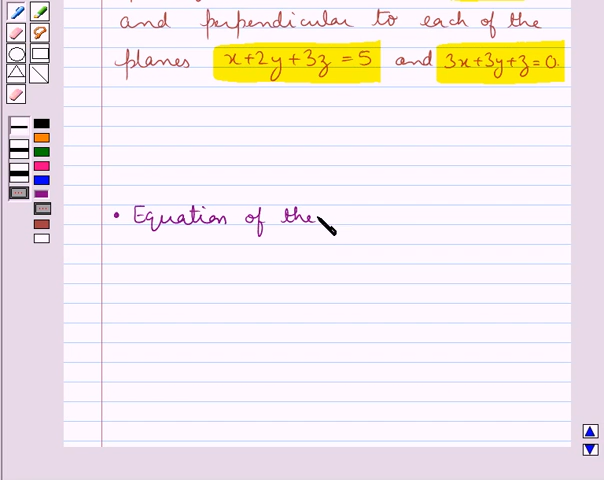 and perpendicular to each of the
planes x+2y+3z = 5 and 3x+3y+z=0.
• Equation of the